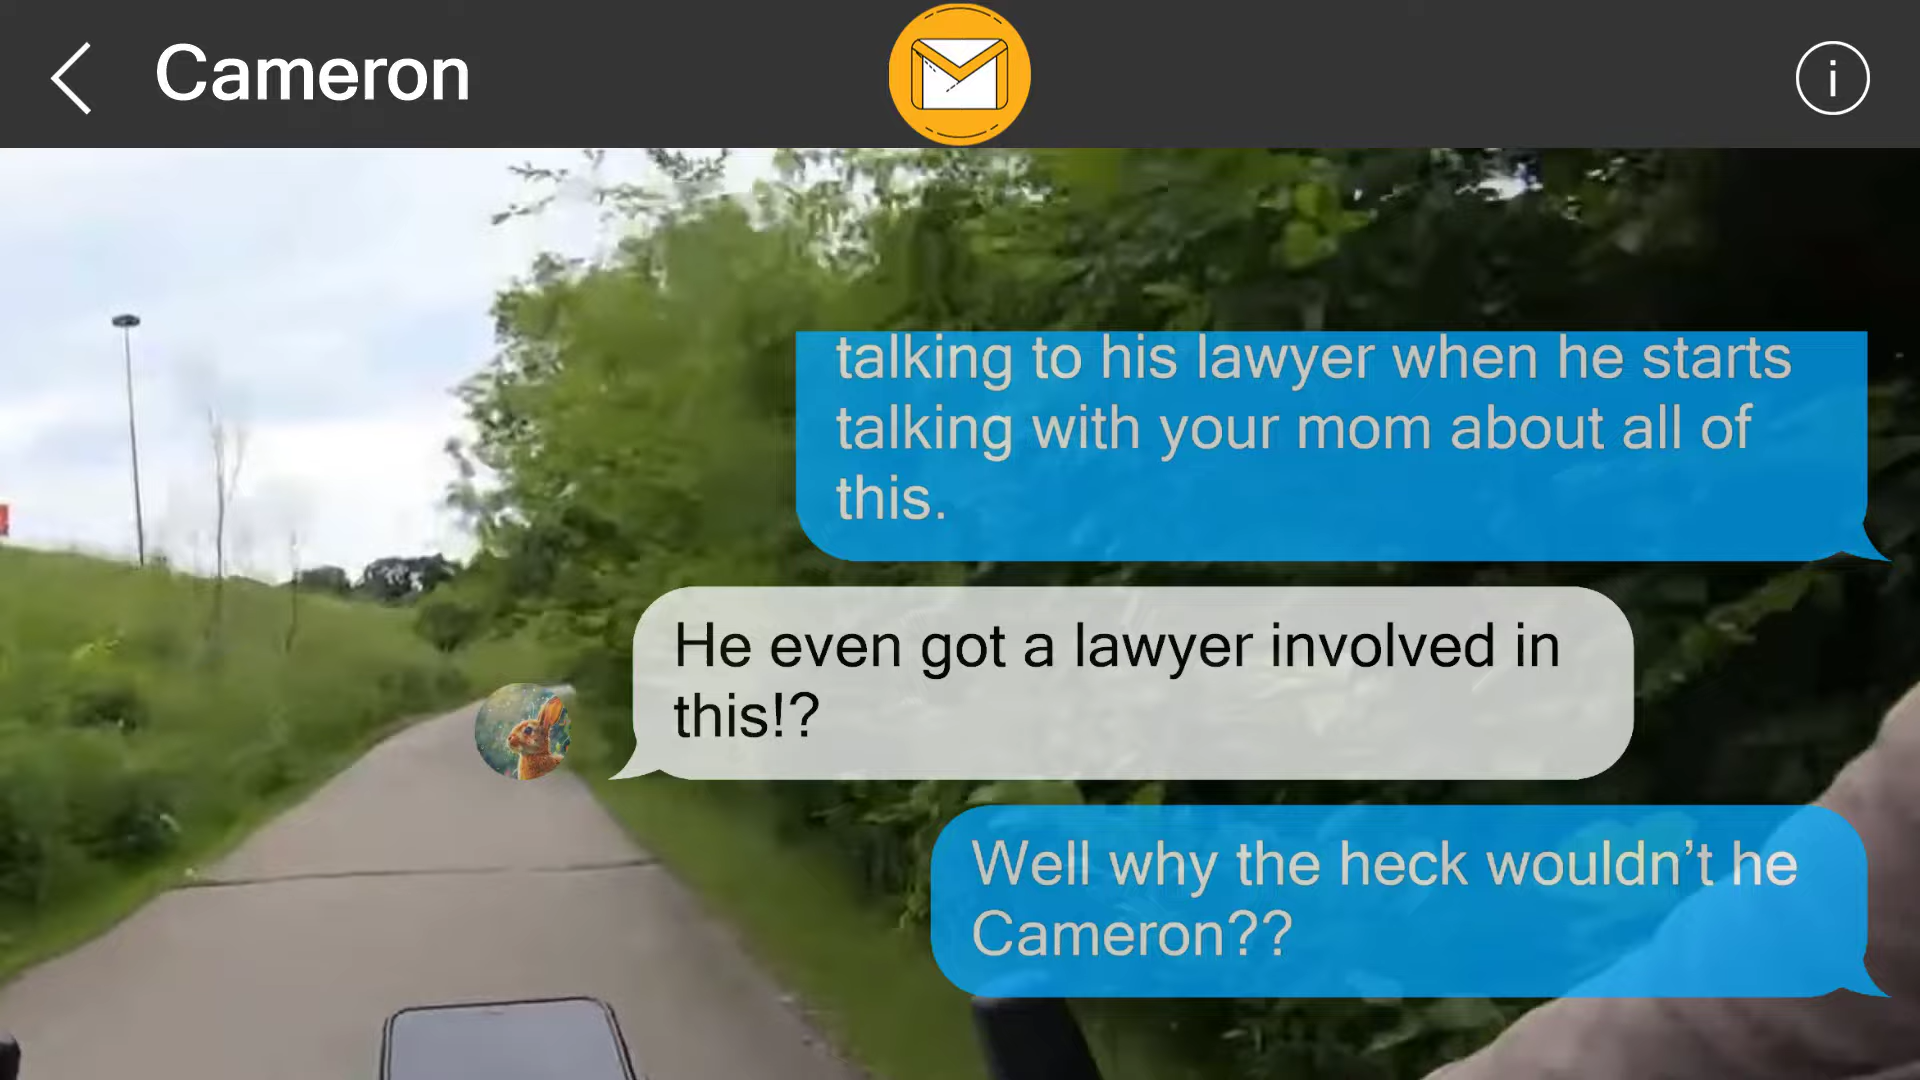 Cameron
i
talking to his lawyer when he starts
talking with your mom about all of
this.
He even got a lawyer involved in
this!?
Well why the heck wouldn’t he
Cameron??